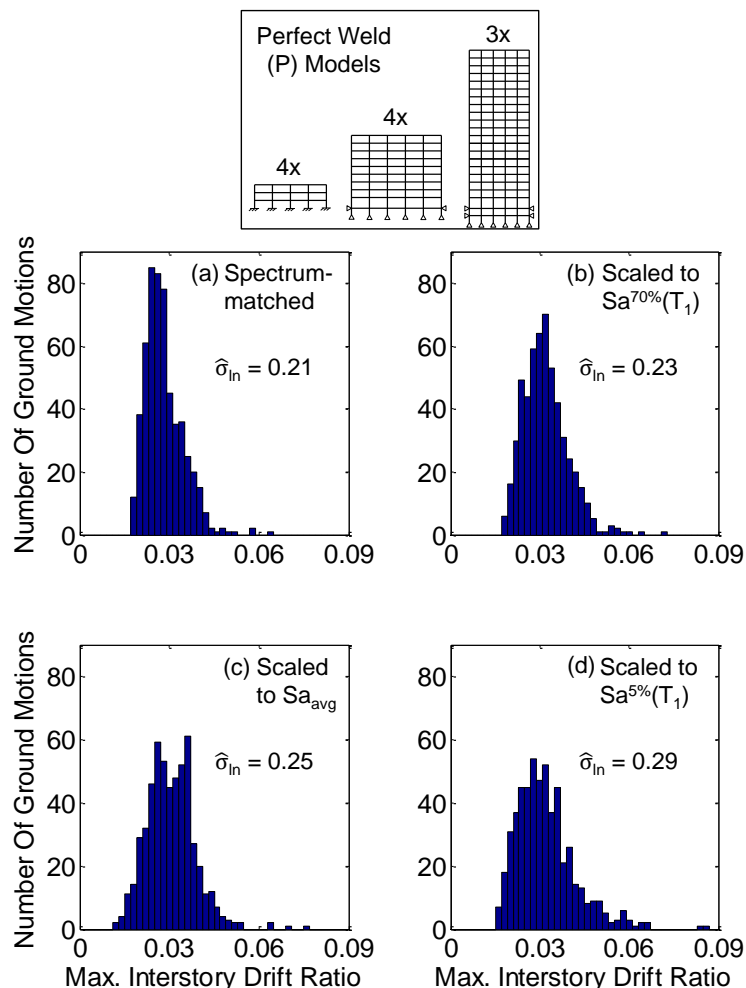 Perfect Weld
(P) Models
4x
4x
3x
Number Of Ground Motions
80
60
40
20
0
0
0.03
0.06
0.09
(a) Spectrum-
matched
σ̂ln = 0.21
80
60
40
20
0
0
0.03
0.06
0.09
(b) Scaled to
Sa70%(T1)
σ̂ln = 0.23
Number Of Ground Motions
80
60
40
20
0
0
0.03
0.06
0.09
Max. Interstory Drift Ratio
(c) Scaled
to Saavg
σ̂ln = 0.25
80
60
40
20
0
0
0.03
0.06
0.09
Max. Interstory Drift Ratio
(d) Scaled to
Sa5%(T1)
σ̂ln = 0.29